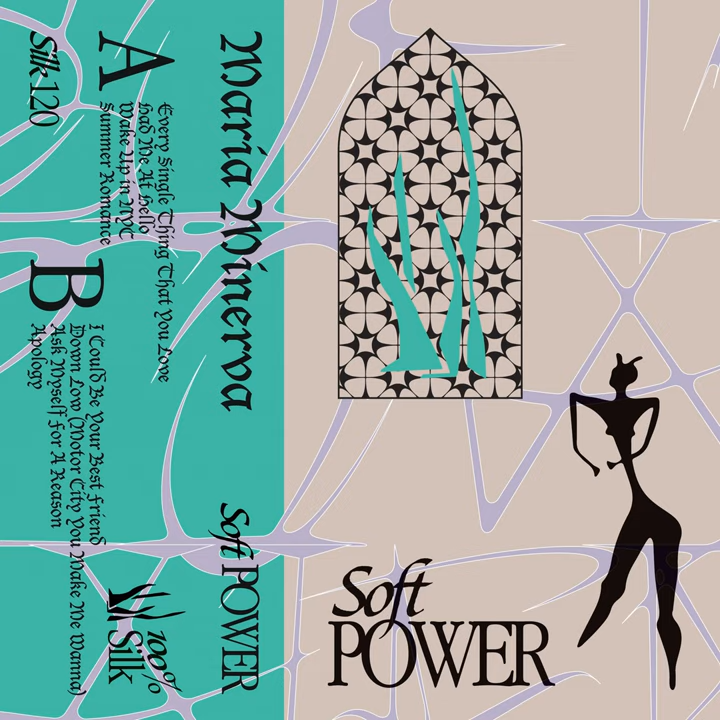 Silk 120
A
Every Single Thing That You Love
Had Me At Hello
Wake Up in NYC
Summer Romance
B
I Could Be Your Best Friend
Down Low (Motor City You Make Me Wanna)
Ask Myself For A Reason
Apology
100%
Silk
Maria Minerva
Soft POWER
Soft
POWER